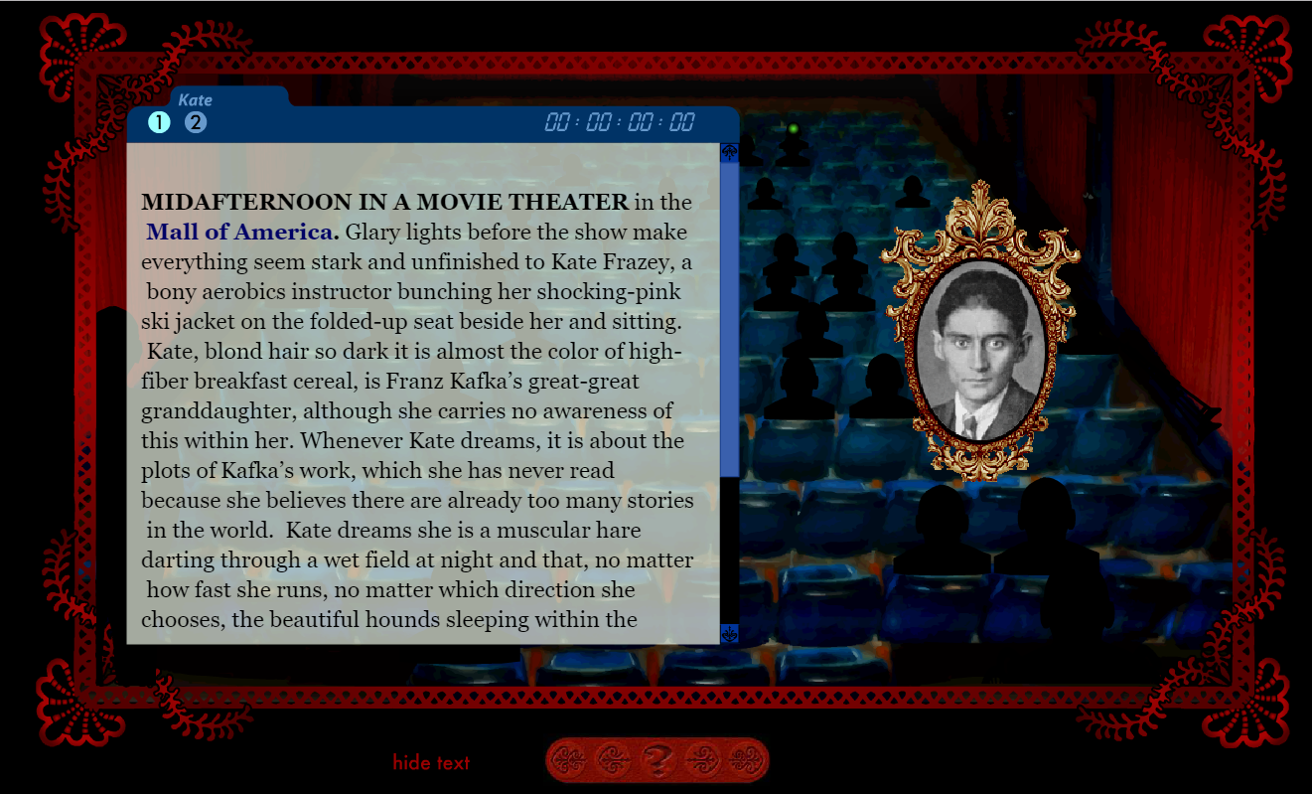 Kate
1 2 00:00:00:00
MIDAFTERNOON IN A MOVIE THEATER in the
Mall of America. Glary lights before the show make
everything seem stark and unfinished to Kate Frazey, a
bony aerobics instructor bunching her shocking-pink
ski jacket on the folded-up seat beside her and sitting.
Kate, blond hair so dark it is almost the color of high-
fiber breakfast cereal, is Franz Kafka’s great-great
granddaughter, although she carries no awareness of
this within her. Whenever Kate dreams, it is about the
plots of Kafka’s work, which she has never read
because she believes there are already too many stories
in the world.  Kate dreams she is a muscular hare
darting through a wet field at night and that, no matter
how fast she runs, no matter which direction she
chooses, the beautiful hounds sleeping within the
hide text
?